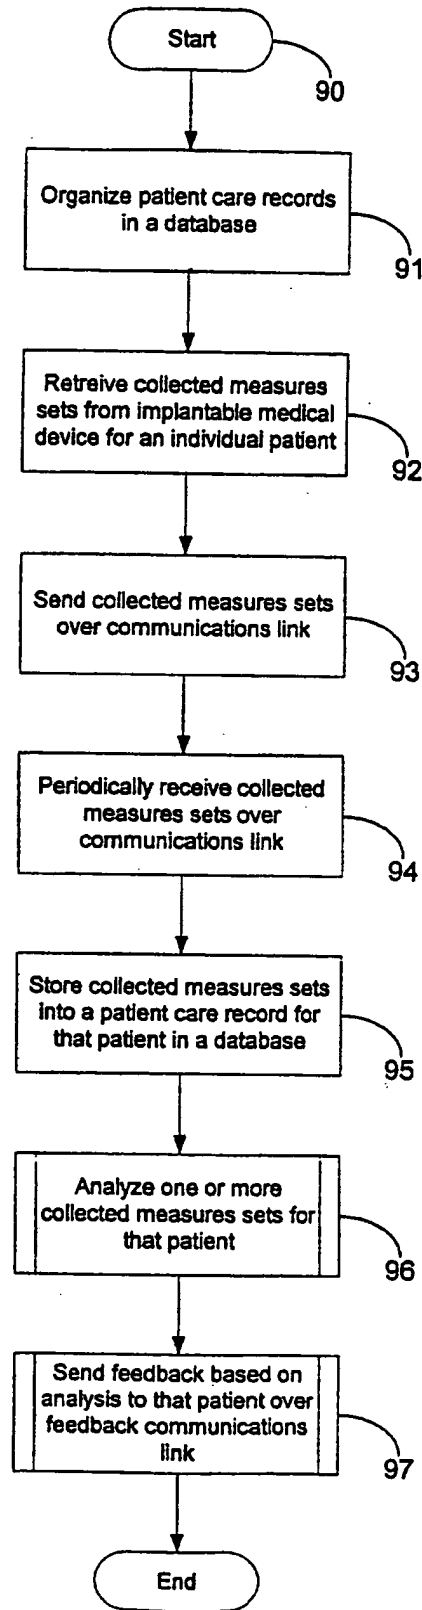 Start
90
Organize patient care records
in a database
91
Retreive collected measures
sets from implantable medical
device for an individual patient
92
Send collected measures sets
over communications link
93
Periodically receive collected
measures sets over
communications link
94
Store collected measures sets
into a patient care record for
that patient in a database
95
Analyze one or more
collected measures sets for
that patient
96
Send feedback based on
analysis to that patient over
feedback communications
link
97
End